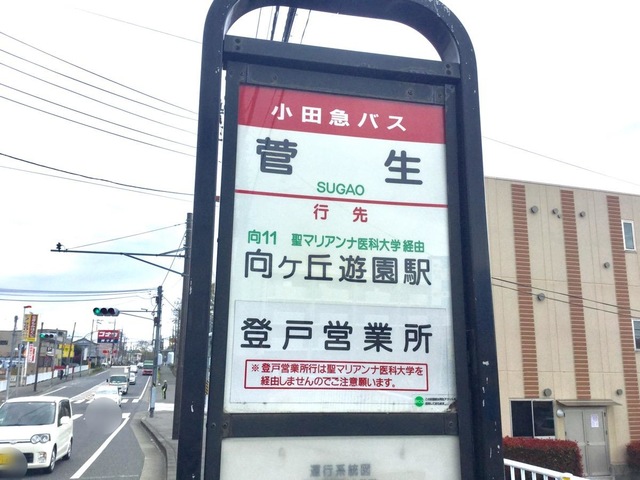 小田急バス
菅 生
SUGAO
行 先
向11 聖マリアンナ医科大学経由
向ヶ丘遊園駅
登戸営業所
※登戸営業所行は聖マリアンナ医科大学を
経由しませんのでご注意願います。
運行系統図